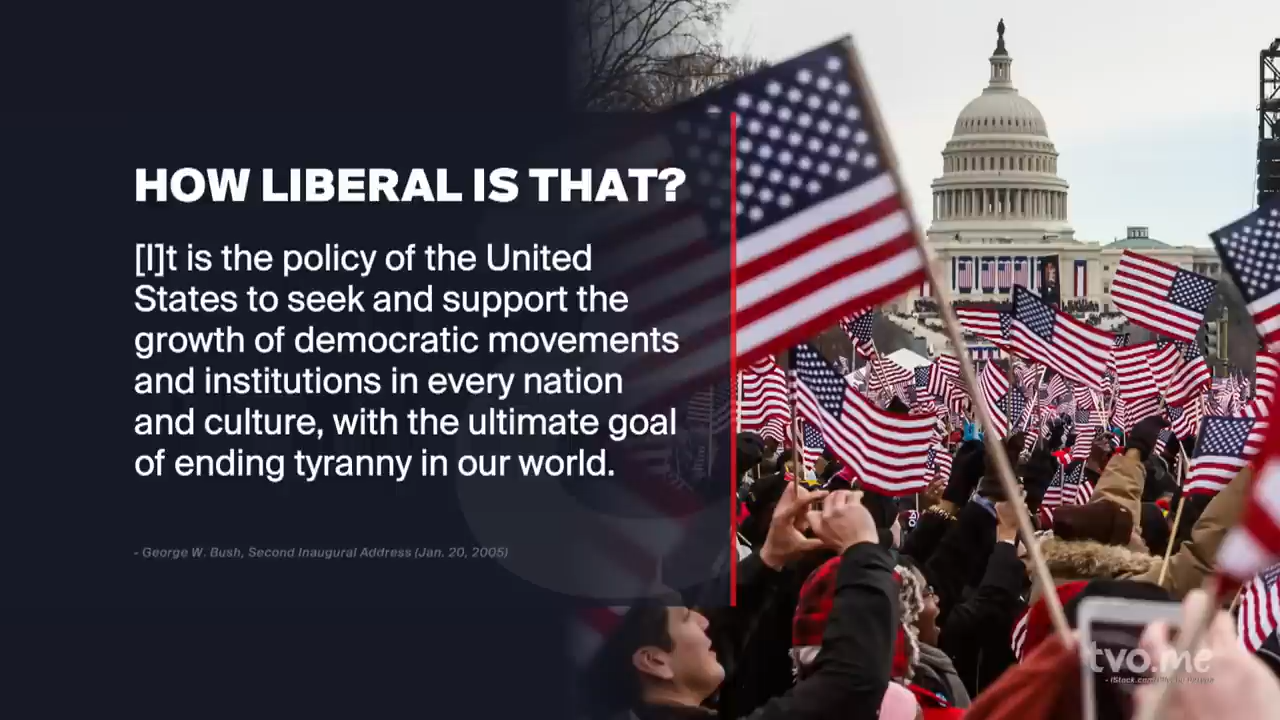 HOW LIBERAL IS THAT?
[I]t is the policy of the United
States to seek and support the
growth of democratic movements
and institutions in every nation
and culture, with the ultimate goal
of ending tyranny in our world.
- George W. Bush, Second Inaugural Address (Jan. 20, 2005)
tvo.me
- iStock.com/